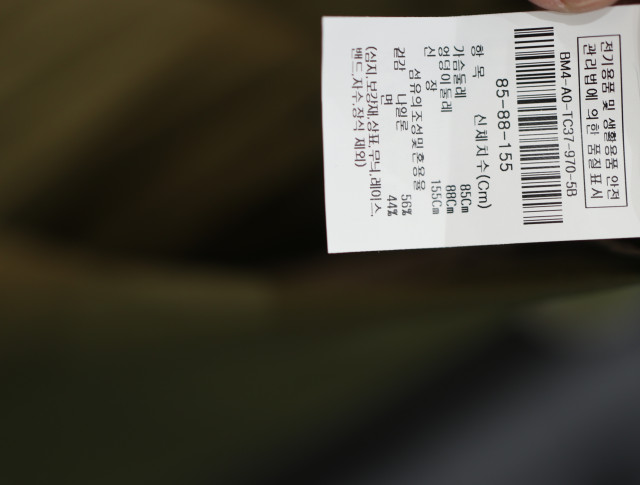 전기용품 및 생활용품 안전
관리법에 의한 품질표시
BM4-A0-TC37-970-5B
85-88-155
항 목 신체치수(Cm)
가슴둘레 85Cm
엉덩이둘레 88Cm
신 장 155Cm
섬유의조성및혼용율
겉감 나일론 56%
면 44%
(심지,보강재,상표,무늬,레이스,
밴드,자수,장식 제외)